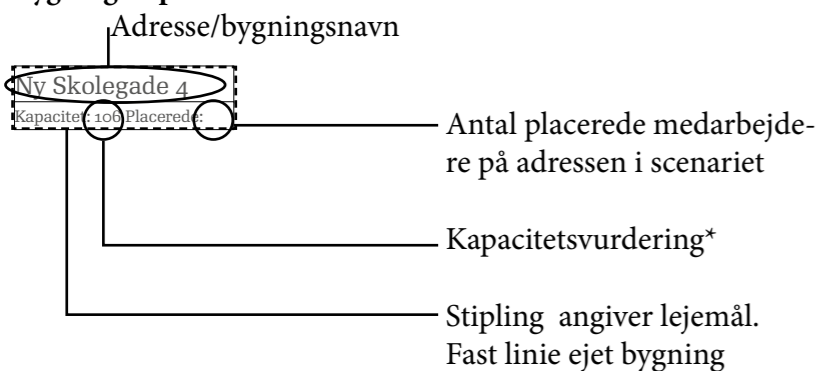 Adresse/bygningsnavn
Ny Skolegade 4
Kapacitet: 106 Placerede:
Antal placerede medarbejde-
re på adressen i scenariet
Kapacitetsvurdering*
Stipling angiver lejemål.
Fast linie ejet bygning